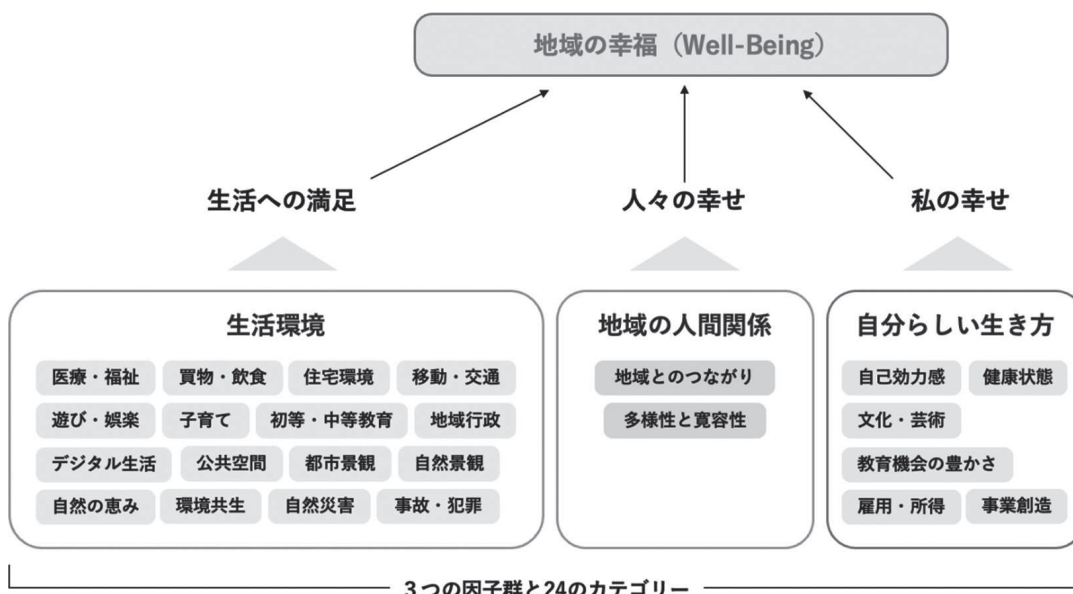 地域の幸福（Well-Being）
生活への満足
人々の幸せ
私の幸せ
生活環境
医療・福祉
買物・飲食
住宅環境
移動・交通
遊び・娯楽
子育て
初等・中等教育
地域行政
デジタル生活
公共空間
都市景観
自然景観
自然の恵み
環境共生
自然災害
事故・犯罪
地域の人間関係
地域とのつながり
多様性と寛容性
自分らしい生き方
自己効力感
健康状態
文化・芸術
教育機会の豊かさ
雇用・所得
事業創造
3つの因子群と24のカテゴリー